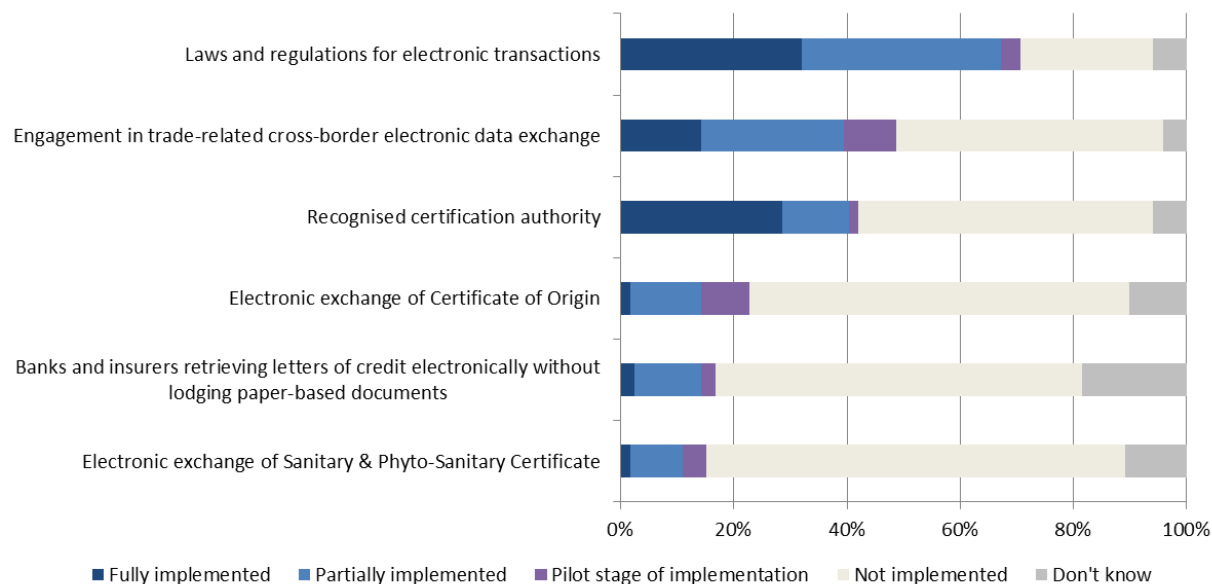 Laws and regulations for electronic transactions
Engagement in trade-related cross-border electronic data exchange
Recognised certification authority
Electronic exchange of Certificate of Origin
Banks and insurers retrieving letters of credit electronically without
lodging paper-based documents
Electronic exchange of Sanitary & Phyto-Sanitary Certificate
0% 20% 40% 60% 80% 100%
Fully implemented Partially implemented Pilot stage of implementation Not implemented Don't know